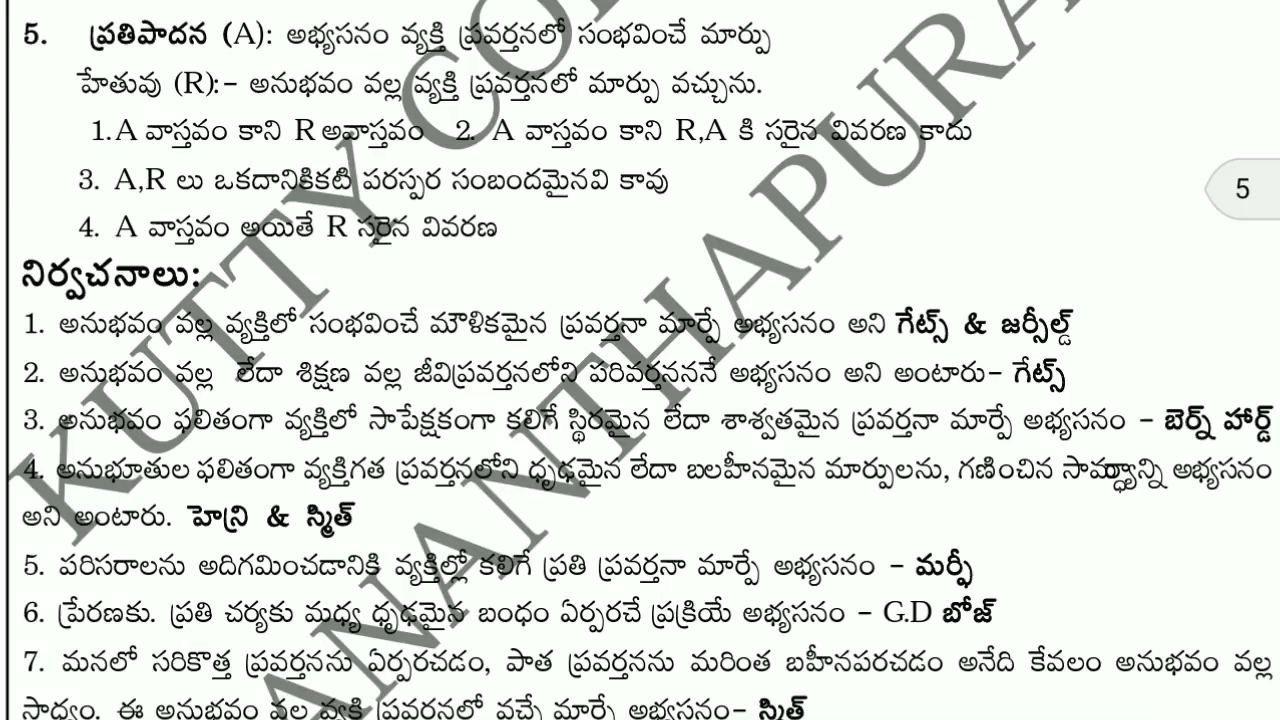 5. ప్రతిపాదన (A): అభ్యసనం వ్యక్తి ప్రవర్తనలో సంభవించే మార్పు
హేతువు (R):- అనుభవం వల్ల వ్యక్తి ప్రవర్తనలో మార్పు వచ్చును.
1.A వాస్తవం కాని R అవాస్తవం 2. A వాస్తవం కాని R,A కి సరైన వివరణ కాదు
3. A,R లు ఒకదానికికటి పరస్పర సంబందమైనవి కావు
5
4. A వాస్తవం అయితే R సరైన వివరణ
నిర్వచనాలు:
1. అనుభవం వల్ల వ్యక్తిలో సంభవించే మౌళికమైన ప్రవర్తనా మార్పే అభ్యసనం అని గేట్స్ & జర్సీల్డ్
2. అనుభవం వల్ల లేదా శిక్షణ వల్ల జీవిప్రవర్తనలోని పరివర్తనననే అభ్యసనం అని అంటారు- గేట్స్
3. అనుభవం ఫలితంగా వ్యక్తిలో సాపేక్షకంగా కలిగే స్థిరమైన లేదా శాశ్వతమైన ప్రవర్తనా మార్పే అభ్యసనం - బెర్న్ హార్డ్
4. అనుభూతుల ఫలితంగా వ్యక్తిగత ప్రవర్తనలోని ధృఢమైన లేదా బలహీనమైన మార్పులను, గణించిన సామర్థ్యాన్ని అభ్యసనం
అని అంటారు. హెన్రి & స్మిత్
5. పరిసరాలను అదిగమించడానికి వ్యక్తిల్లో కలిగే ప్రతి ప్రవర్తనా మార్పే అభ్యసనం - మర్ఫీ
6. ప్రేరణకు. ప్రతి చర్యకు మధ్య ధృఢమైన బంధం ఏర్పరచే ప్రక్రియే అభ్యసనం - G.D బోజ్
7. మనలో సరికొత్త ప్రవర్తనను ఏర్పరచడం, పాత ప్రవర్తనను మరింత బహీనపరచడం అనేది కేవలం అనుభవం వల్ల
సాధ్యం. ఈ అనుభవం వల్ల వ్యక్తి ప్రవర్తనలో వచ్చే మార్పే అభ్యసనం- స్మిత్
KUTTY CO
ANANTHAPURA